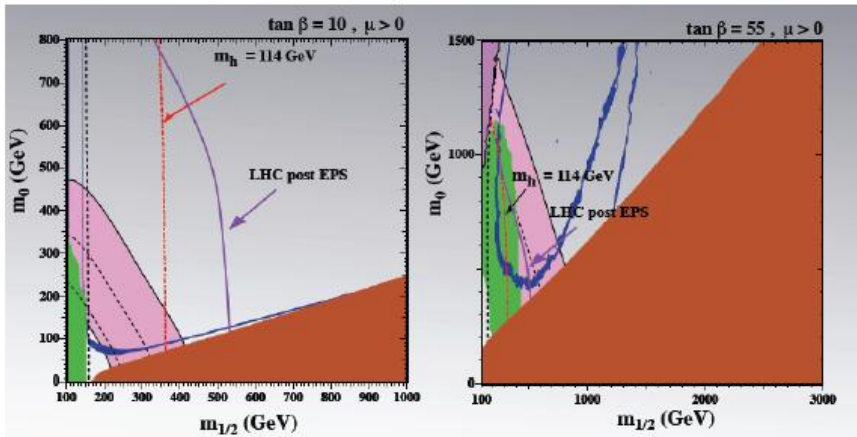 tan β = 10 , μ > 0
800
700
600
500
400
300
200
100
0
m0 (GeV)
mh = 114 GeV
LHC post EPS
100 200 300 400 500 600 700 800 900 1000
m1/2 (GeV)
tan β = 55 , μ > 0
1500
1000
0
m0 (GeV)
mh = 114 GeV
LHC post EPS
100 1000 2000 3000
m1/2 (GeV)